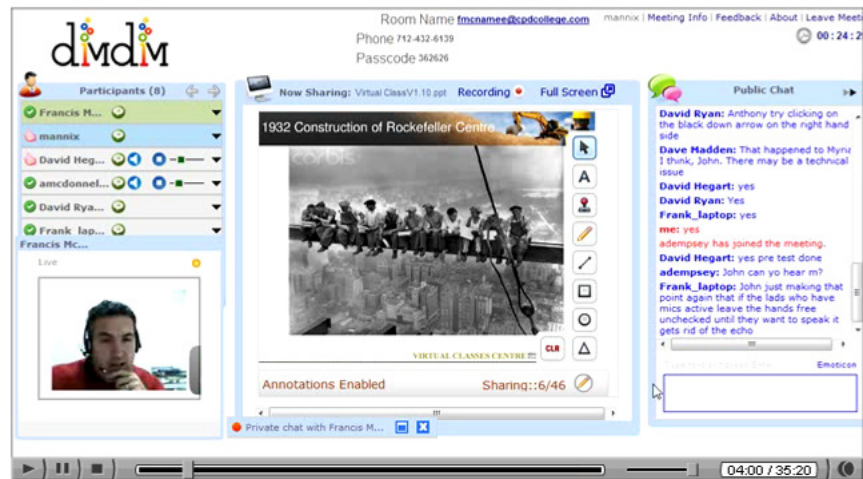 dimdim
Room Name fmcnamee@cpdcollege.com
Phone 712-432-6139
Passcode 362626
mannix | Meeting Info | Feedback | About | Leave Meeti
00:24:2
Participants (8)
Francis M...
mannix
David Heg...
amcdonnel...
David Rya...
Frank_lap...
Francis Mc...
Live
Now Sharing: Virtual ClassV1.10.ppt Recording Full Screen
1932 Construction of Rockefeller Centre
corbis
A
CLR
VIRTUAL CLASSES CENTRE
Annotations Enabled Sharing::6/46
Private chat with Francis M...
Public Chat
David Ryan: Anthony try clicking on
the black down arrow on the right hand
side
Dave Madden: That happened to Myria
I think, John. There may be a technical
issue
David Hegart: yes
David Ryan: Yes
Frank_laptop: yes
me: yes
adempsey has joined the meeting.
David Hegart: yes pre test done
adempsey: John can yo hear m?
Frank_laptop: John just making that
point again that if the lads who have
mics active leave the hands free
unchecked until they want to speak it
gets rid of the echo
Emoticon
04:00 / 35:20